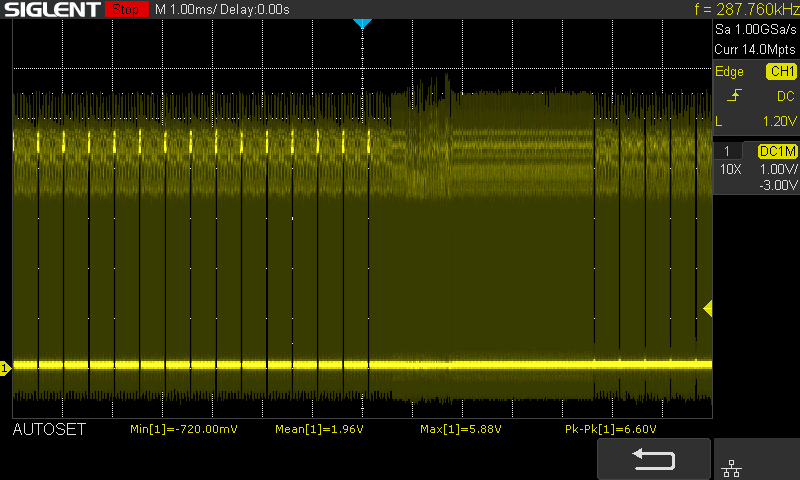 SIGLENT Stop M 1.00ms/ Delay:0.00s f = 287.760kHz
Sa 1.00GSa/s
Curr 14.0Mpts
Edge CH1
DC
L 1.20V
1 DC1M
10X 1.00V/
-3.00V
1
AUTOSET Min[1]=-720.00mV Mean[1]=1.96V Max[1]=5.88V Pk-Pk[1]=6.60V